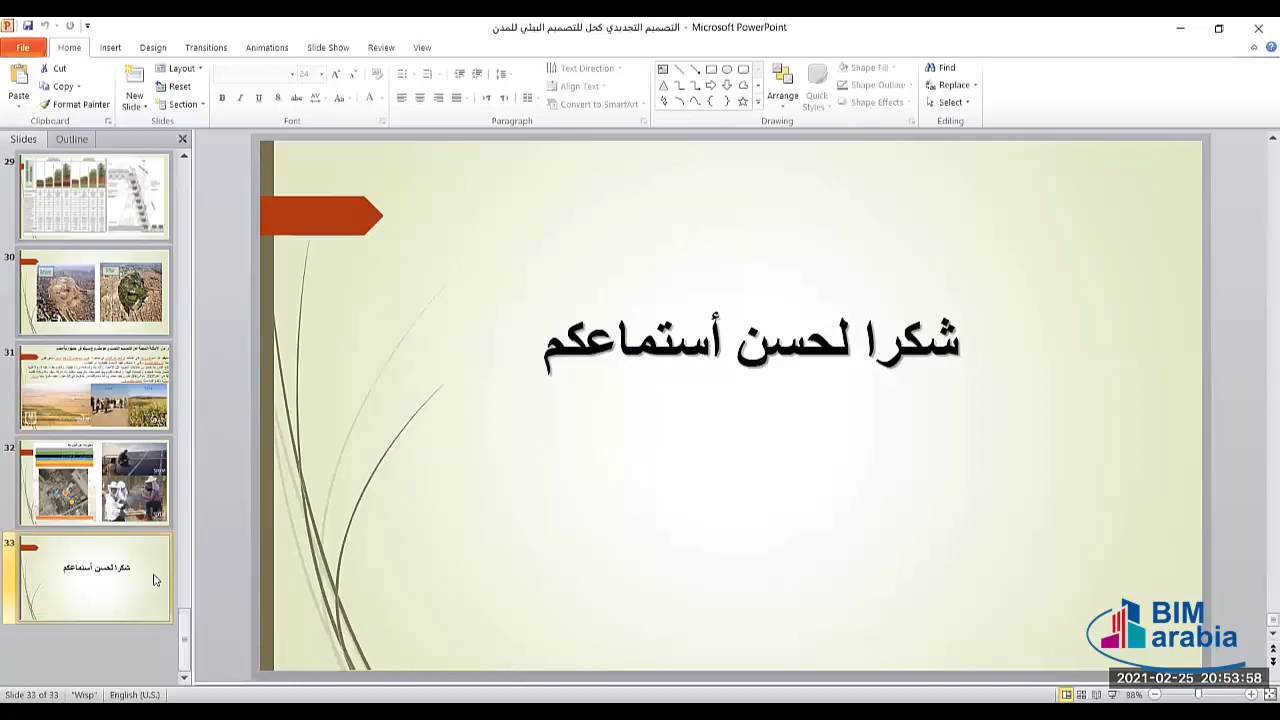 التصميم التجديدي كحل للتصميم البيئي للمدن - Microsoft PowerPoint
File Home Insert Design Transitions Animations Slide Show Review View
Paste
Cut
Copy
Format Painter
Clipboard
New Slide
Layout
Reset
Section
Slides
24
Font
Text Direction
Align Text
Convert to SmartArt
Paragraph
Arrange
Quick Styles
Shape Fill
Shape Outline
Shape Effects
Drawing
Find
Replace
Select
Editing
Slides Outline
29
30
31
32
33
شكرا لحسن أستماعكم
شكرا لحسن أستماعكم
BIM
arabia
2021-02-25 20:53:58
Slide 33 of 33 "Wisp" English (U.S.) 88%